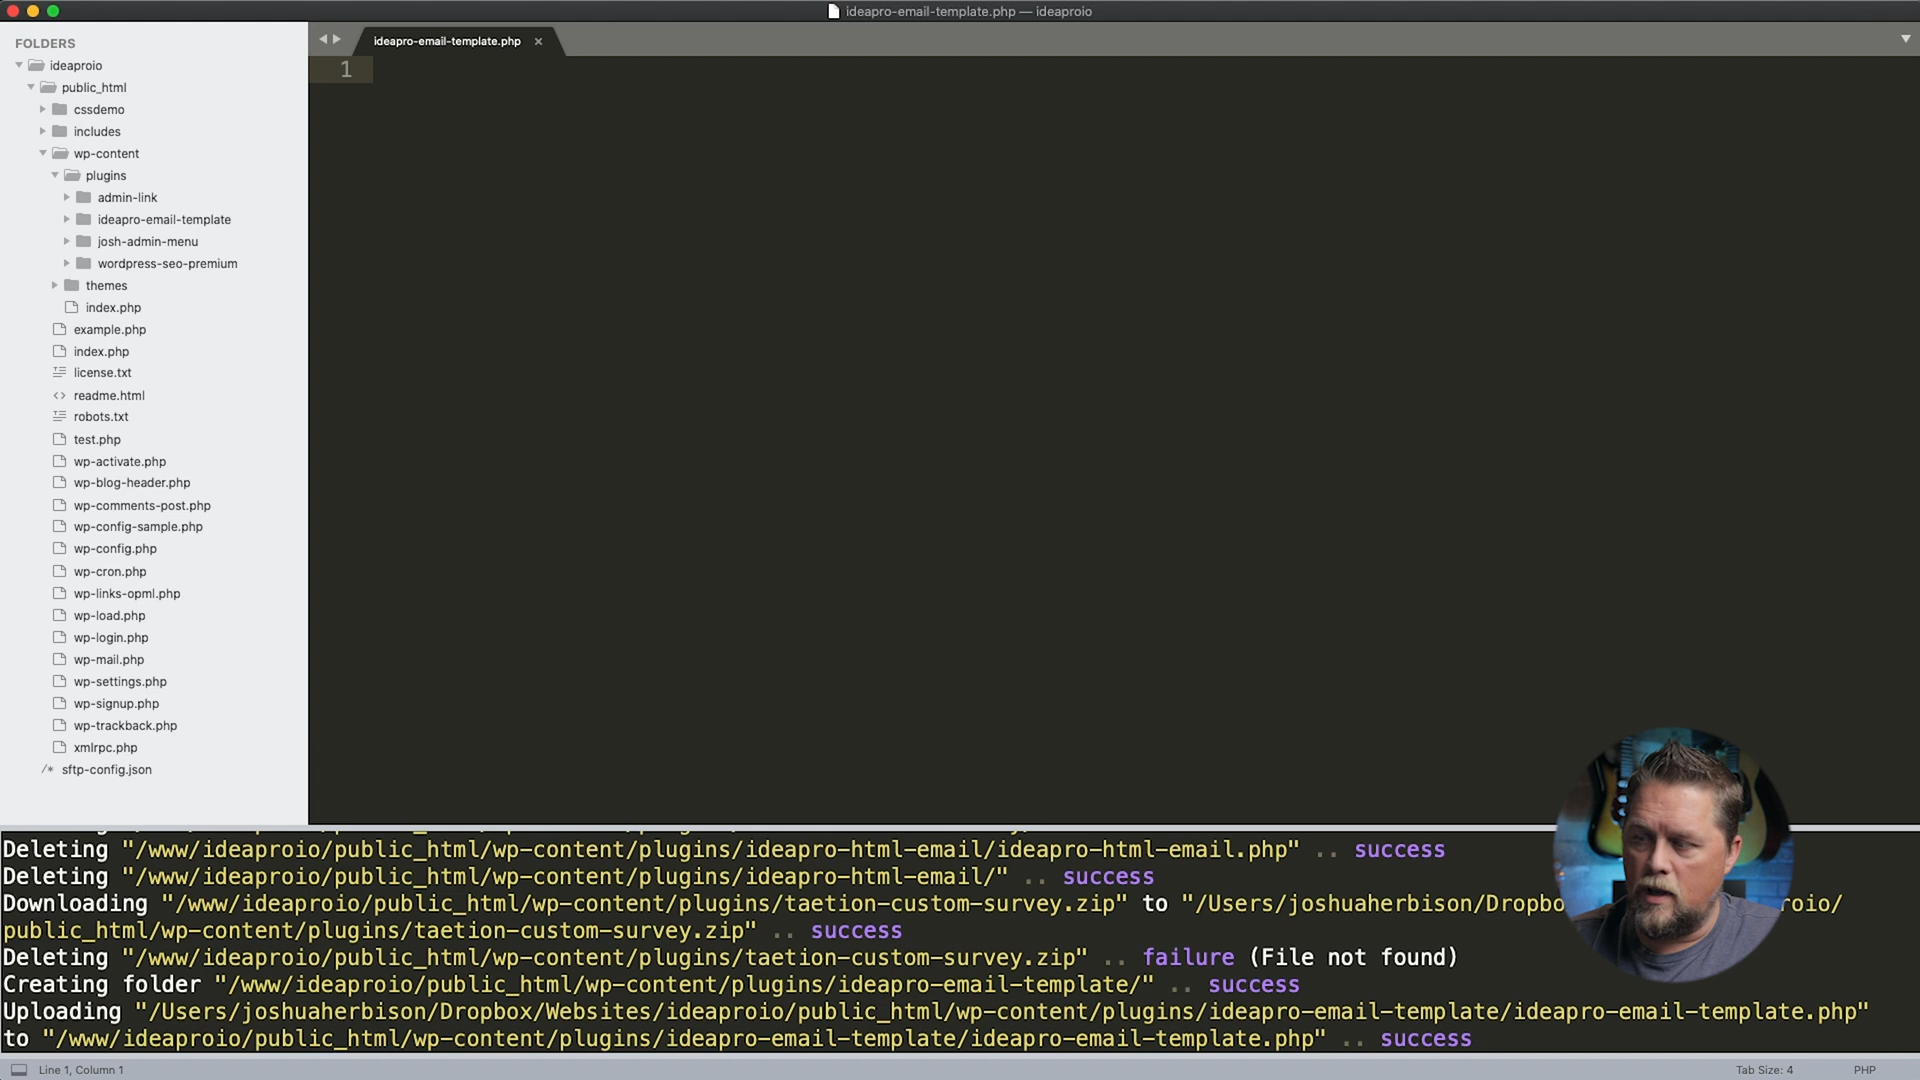 ideapro-email-template.php — ideaproio
FOLDERS
ideaproio
public_html
cssdemo
includes
wp-content
plugins
admin-link
ideapro-email-template
josh-admin-menu
wordpress-seo-premium
themes
index.php
example.php
index.php
license.txt
<> readme.html
robots.txt
test.php
wp-activate.php
wp-blog-header.php
wp-comments-post.php
wp-config-sample.php
wp-config.php
wp-cron.php
wp-links-opml.php
wp-load.php
wp-login.php
wp-mail.php
wp-settings.php
wp-signup.php
wp-trackback.php
xmlrpc.php
/* sftp-config.json
ideapro-email-template.php ×
1
Deleting "/www/ideaproio/public_html/wp-content/plugins/ideapro-html-email/ideapro-html-email.php" .. success
Deleting "/www/ideaproio/public_html/wp-content/plugins/ideapro-html-email/" .. success
Downloading "/www/ideaproio/public_html/wp-content/plugins/taetion-custom-survey.zip" to "/Users/joshuaherbison/Dropbo roio/
public_html/wp-content/plugins/taetion-custom-survey.zip" .. success
Deleting "/www/ideaproio/public_html/wp-content/plugins/taetion-custom-survey.zip" .. failure (File not found)
Creating folder "/www/ideaproio/public_html/wp-content/plugins/ideapro-email-template/" .. success
Uploading "/Users/joshuaherbison/Dropbox/Websites/ideaproio/public_html/wp-content/plugins/ideapro-email-template/ideapro-email-template.php"
to "/www/ideaproio/public_html/wp-content/plugins/ideapro-email-template/ideapro-email-template.php" .. success
Line 1, Column 1
Tab Size: 4
PHP